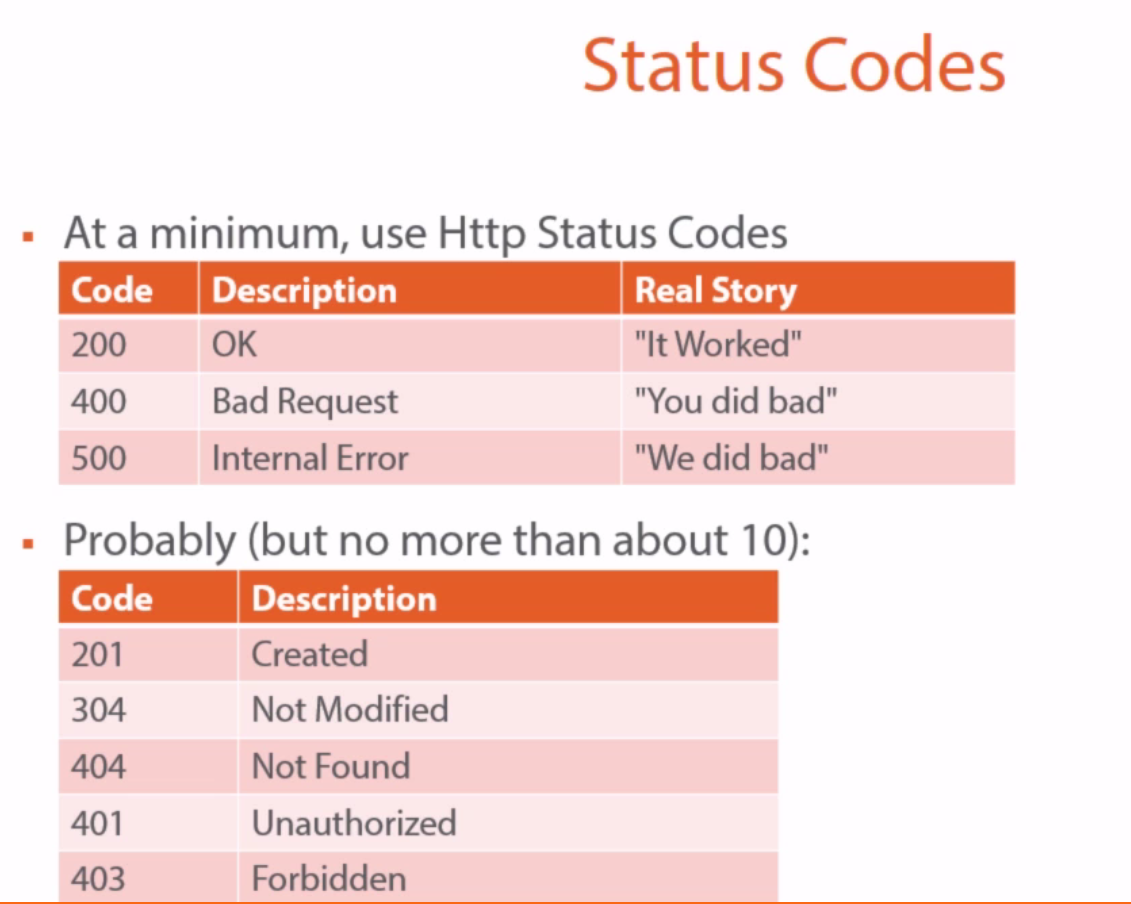 Status Codes
At a minimum, use Http Status Codes
Code Description Real Story
200 OK "It Worked"
400 Bad Request "You did bad"
500 Internal Error "We did bad"
Probably (but no more than about 10):
Code Description
201 Created
304 Not Modified
404 Not Found
401 Unauthorized
403 Forbidden